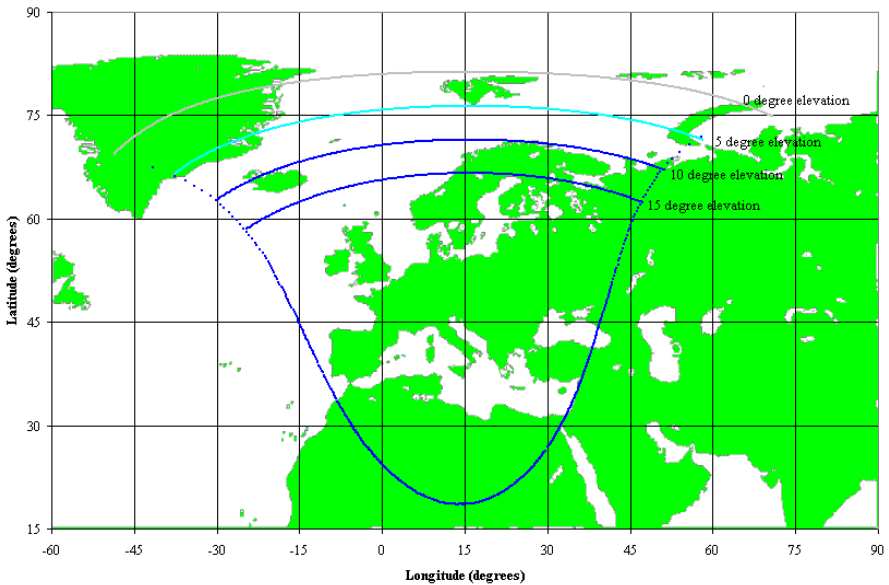 90
75
60
45
30
15
Latitude (degrees)
0 degree elevation
5 degree elevation
10 degree elevation
15 degree elevation
-60 -45 -30 -15 0 15 30 45 60 75 90
Longitude (degrees)